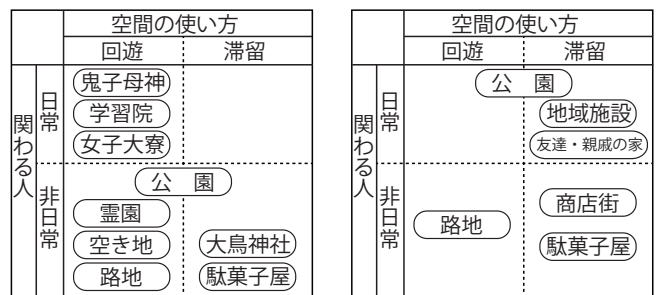 空間の使い方
回遊 滞留
関わる人
日常
鬼子母神
学習院
女子大寮
公 園
非日常
霊園
空き地 大鳥神社
路地 駄菓子屋
空間の使い方
回遊 滞留
関わる人
日常
公 園
地域施設
友達・親戚の家
非日常
商店街
路地
駄菓子屋